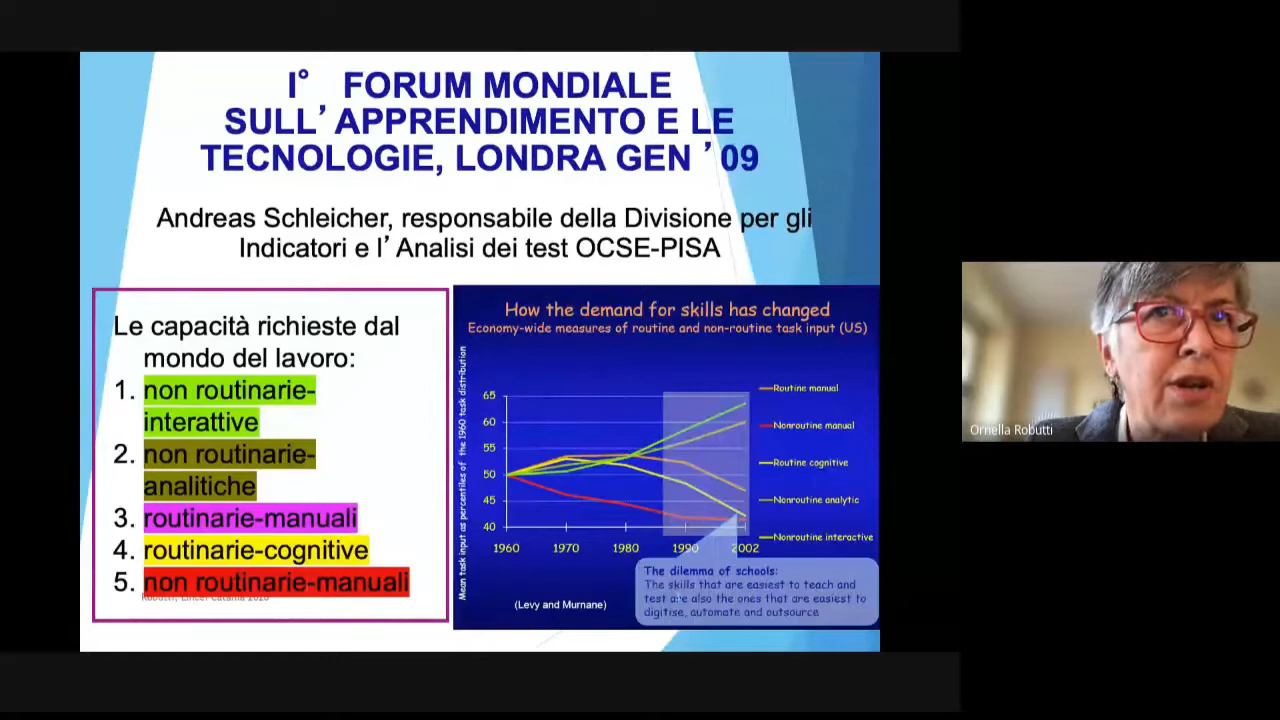 I° FORUM MONDIALE
SULL’APPRENDIMENTO E LE
TECNOLOGIE, LONDRA GEN ’09
Andreas Schleicher, responsabile della Divisione per gli
Indicatori e l’Analisi dei test OCSE-PISA
Le capacità richieste dal
mondo del lavoro:
1. non routinarie-
interattive
2. non routinarie-
analitiche
3. routinarie-manuali
4. routinarie-cognitive
5. non routinarie-manuali
Robutti, Lincei Catania 2020
How the demand for skills has changed
Economy-wide measures of routine and non-routine task input (US)
Mean task input as percentiles of the 1960 task distribution
65
60
55
50
45
40
1960 1970 1980 1990 2002
Routine manual
Nonroutine manual
Routine cognitive
Nonroutine analytic
Nonroutine interactive
The dilemma of schools:
The skills that are easiest to teach and
test are also the ones that are easiest to
digitise, automate and outsource
(Levy and Murnane)
Ornella Robutti